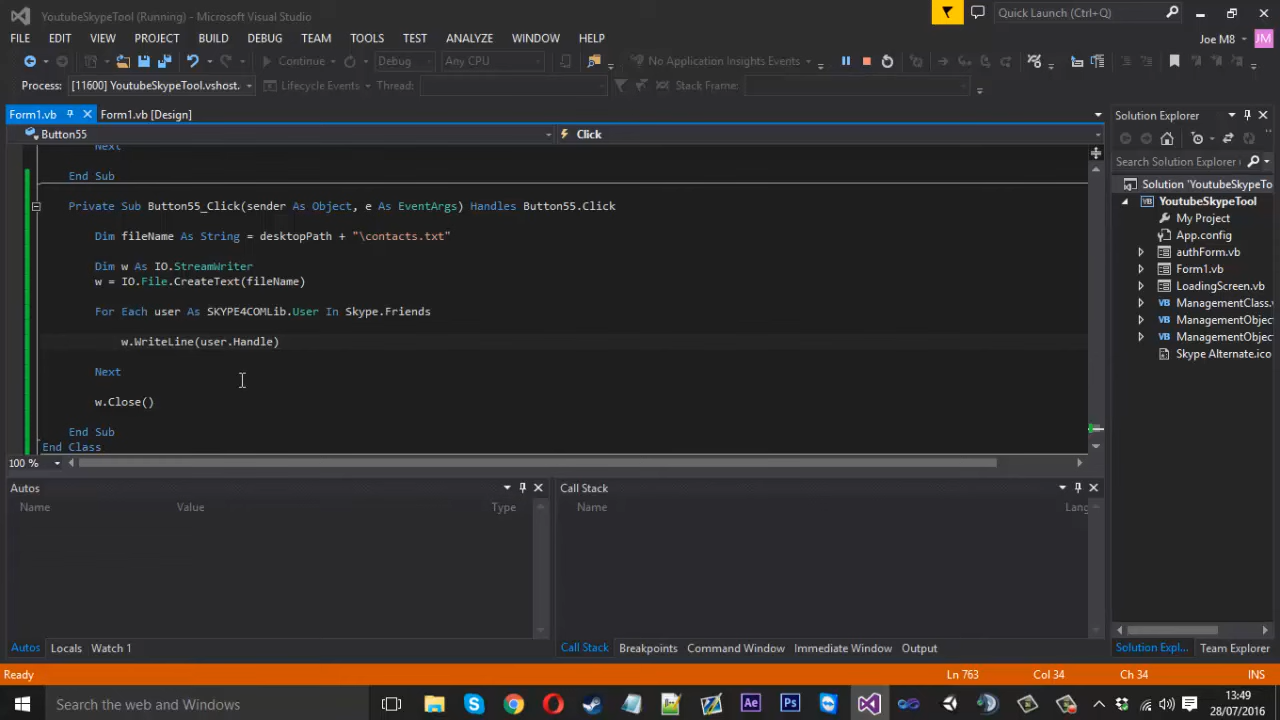 YoutubeSkypeTool (Running) - Microsoft Visual Studio
Quick Launch (Ctrl+Q)
FILE EDIT VIEW PROJECT BUILD DEBUG TEAM TOOLS TEST ANALYZE WINDOW HELP
Joe M8 JM
Continue Debug Any CPU No Application Insights Events
Process: [11600] YoutubeSkypeTool.vshost. Lifecycle Events Thread: Stack Frame:
Form1.vb Form1.vb [Design]
Solution Explorer
Button55 Click
Next
Search Solution Explorer
End Sub
Solution 'YoutubeSkypeTo
YoutubeSkypeTool
Private Sub Button55_Click(sender As Object, e As EventArgs) Handles Button55.Click
My Project
Dim fileName As String = desktopPath + "\contacts.txt"
App.config
authForm.vb
Dim w As IO.StreamWriter
Form1.vb
w = IO.File.CreateText(fileName)
LoadingScreen.vb
For Each user As SKYPE4COMLib.User In Skype.Friends
VB ManagementClass.
VB ManagementObjec
w.WriteLine(user.Handle)
VB ManagementObjec
Skype Alternate.ico
Next
w.Close()
End Sub
End Class
100 %
Autos
Call Stack
Name Value Type
Name Lang
Autos Locals Watch 1
Call Stack Breakpoints Command Window Immediate Window Output
Solution Expl... Team Explorer
Ready
Ln 763 Col 34 Ch 34 INS
Search the web and Windows
Ae Ps
13:49
28/07/2016